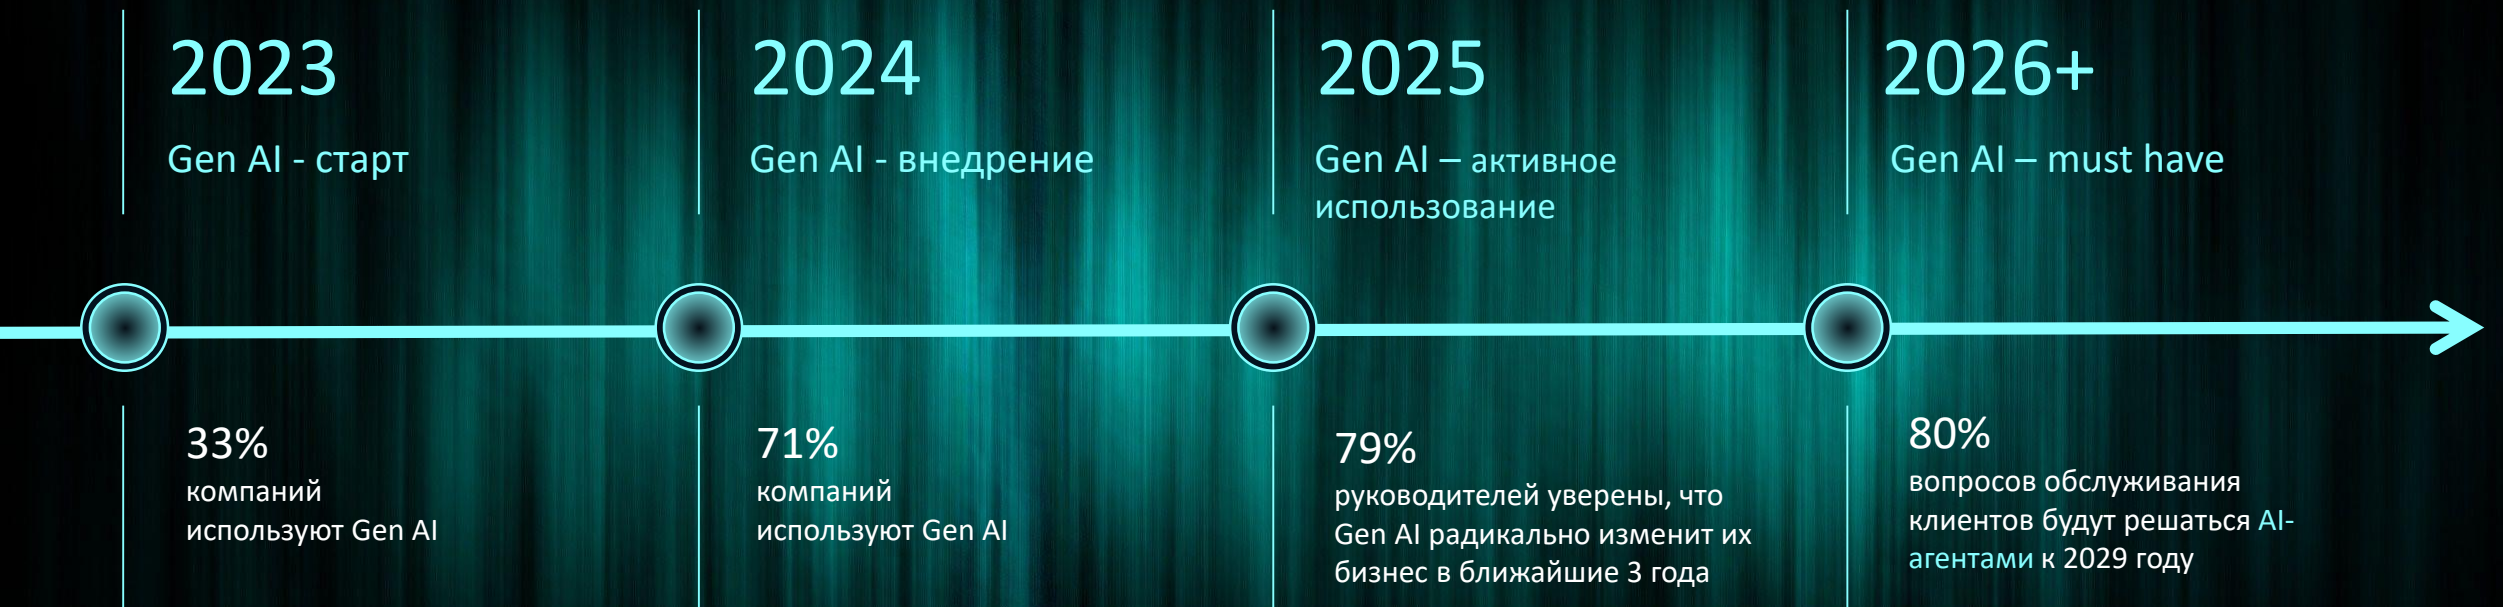 2023
Gen AI - старт
33%
компаний
используют Gen AI
2024
Gen AI - внедрение
71%
компаний
используют Gen AI
2025
Gen AI – активное
использование
79%
руководителей уверены, что
Gen AI радикально изменит их
бизнес в ближайшие 3 года
2026+
Gen AI – must have
80%
вопросов обслуживания
клиентов будут решаться AI-
агентами к 2029 году